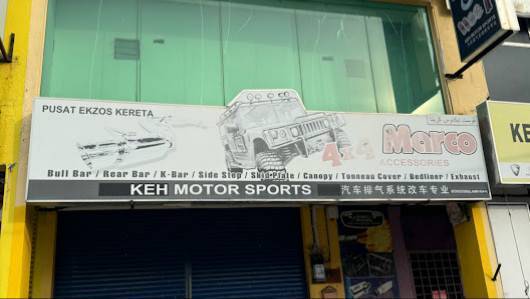 PUSAT EKZOS KERETA
4x4 Marco
ACCESSORIES
Bull Bar / Rear Bar / K-Bar / Side Step / Skid Plate / Canopy / Tonneau Cover / Bedliner / Exhaust
KEH MOTOR SPORTS
汽车排气系统改车专业
KE